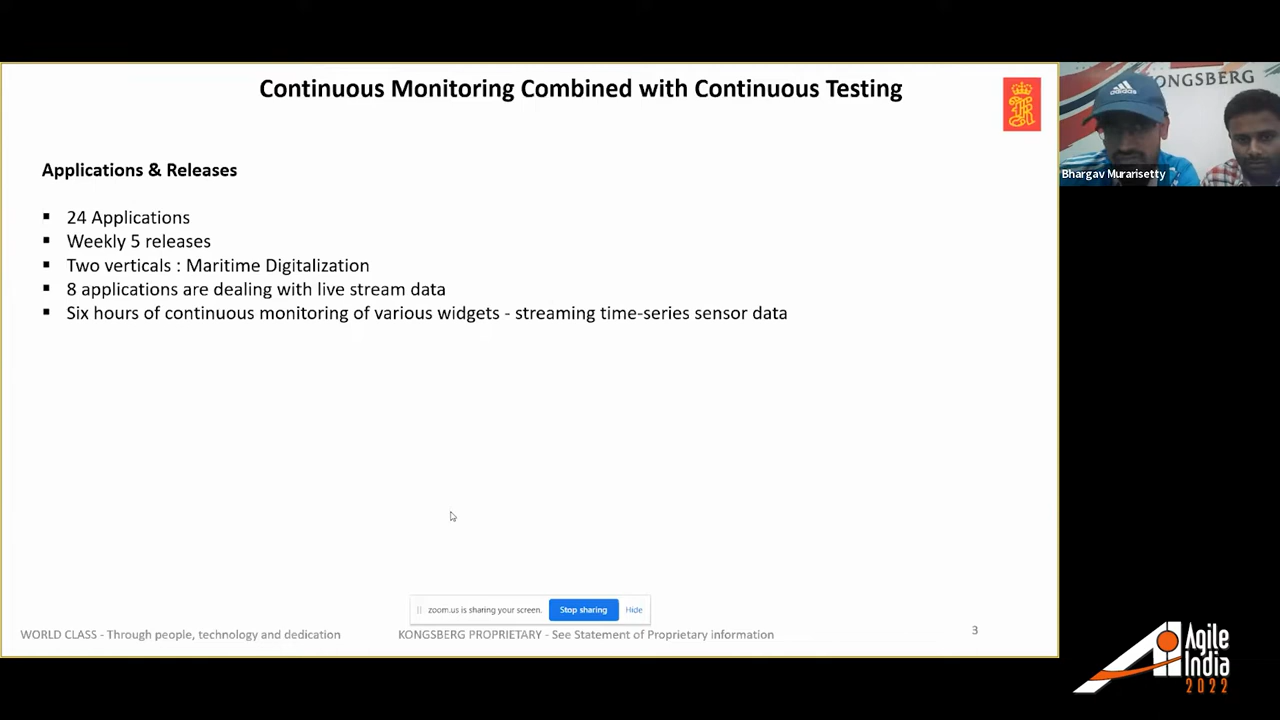 Continuous Monitoring Combined with Continuous Testing
Applications & Releases
24 Applications
Weekly 5 releases
Two verticals : Maritime Digitalization
8 applications are dealing with live stream data
Six hours of continuous monitoring of various widgets - streaming time-series sensor data
zoom.us is sharing your screen.
Stop sharing
Hide
WORLD CLASS - Through people, technology and dedication
KONGSBERG PROPRIETARY - See Statement of Proprietary information
3
ONGSBERG
adidas
Bhargav Murarisetty
Agile
India
2022